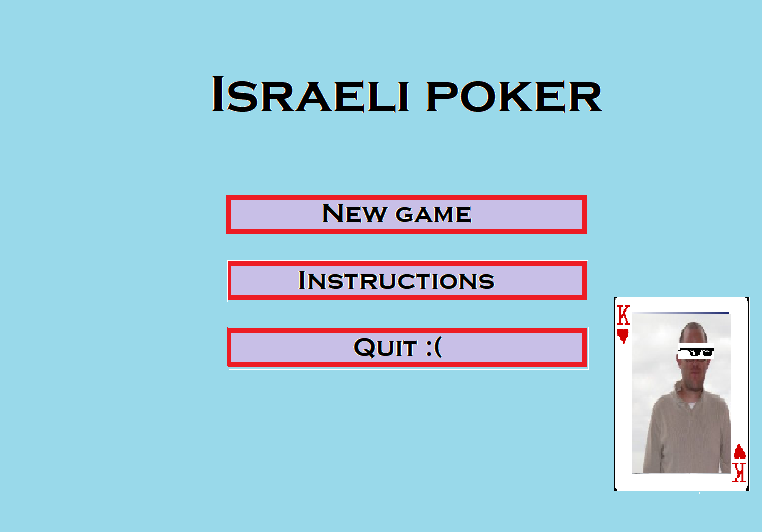 Israeli poker
New game
Instructions
Quit :(
K
K